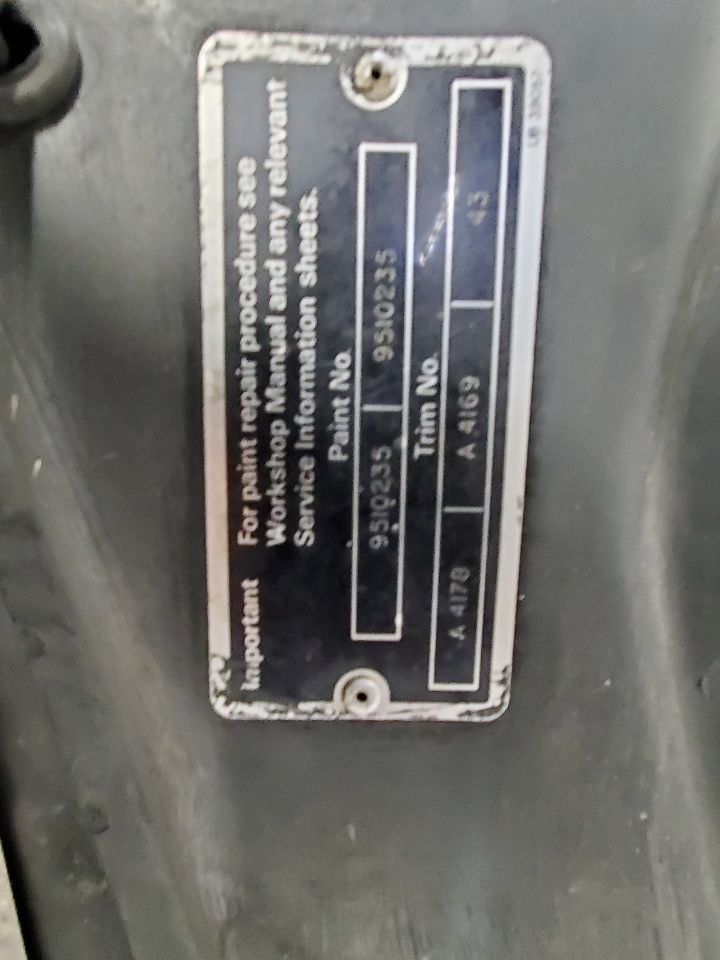 Important For paint repair procedure see
Workshop Manual and any relevant
Service Information sheets.
Paint No.
9510235 9510235
Trim No.
A 4178 A 4169 43